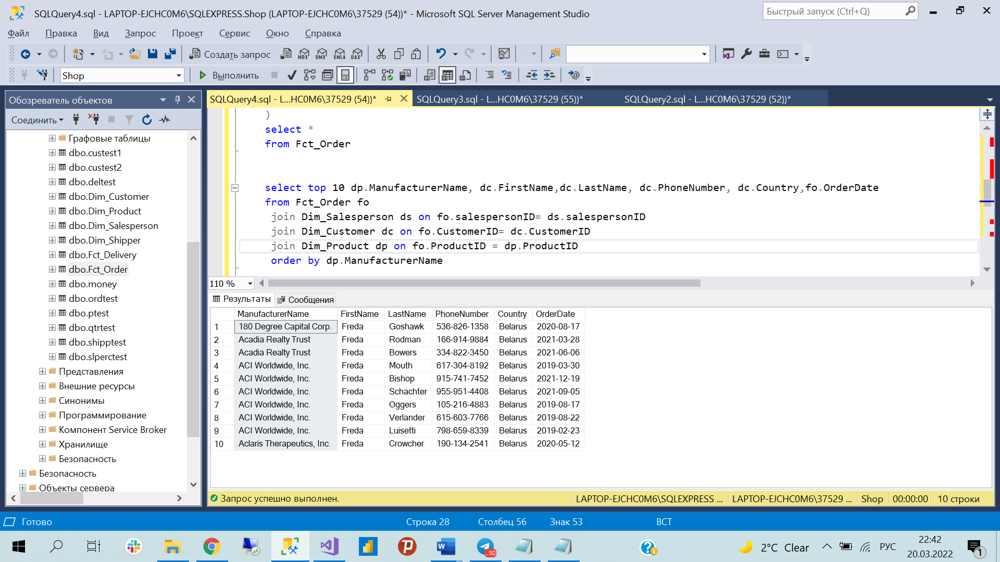 SQLQuery4.sql - LAPTOP-EJCHC0M6\SQLEXPRESS.Shop (LAPTOP-EJCHC0M6\37529 (54))* - Microsoft SQL Server Management Studio
Быстрый запуск (Ctrl+Q)
Файл Правка Вид Запрос Проект Сервис Окно Справка
Создать запрос MDX DMX XMLA DAX
Shop Выполнить
Обозреватель объектов
SQLQuery4.sql - L...HC0M6\37529 (54))* SQLQuery3.sql - L...HC0M6\37529 (55))* SQLQuery2.sql - L...HC0M6\37529 (52))*
Соединить
Графовые таблицы
dbo.custest1
dbo.custest2
dbo.deltest
dbo.Dim_Customer
dbo.Dim_Product
dbo.Dim_Salesperson
dbo.Dim_Shipper
dbo.Fct_Delivery
dbo.Fct_Order
dbo.money
dbo.ordtest
dbo.ptest
dbo.qtrtest
dbo.shipptest
dbo.slperctest
Представления
Внешние ресурсы
Синонимы
Программирование
Компонент Service Broker
Хранилище
Безопасность
Безопасность
Объекты сервера
)
select *
from Fct_Order
select top 10 dp.ManufacturerName, dc.FirstName,dc.LastName, dc.PhoneNumber, dc.Country,fo.OrderDate
from Fct_Order fo
join Dim_Salesperson ds on fo.salespersonID= ds.salespersonID
join Dim_Customer dc on fo.CustomerID= dc.CustomerID
join Dim_Product dp on fo.ProductID = dp.ProductID
order by dp.ManufacturerName
110 %
Результаты Сообщения
ManufacturerName FirstName LastName PhoneNumber Country OrderDate
1 180 Degree Capital Corp. Freda Goshawk 536-826-1358 Belarus 2020-08-17
2 Acadia Realty Trust Freda Rodman 166-914-9884 Belarus 2021-03-28
3 Acadia Realty Trust Freda Bowers 334-822-3450 Belarus 2021-06-06
4 ACI Worldwide, Inc. Freda Mouth 617-304-8192 Belarus 2019-03-30
5 ACI Worldwide, Inc. Freda Bishop 915-741-7452 Belarus 2021-12-19
6 ACI Worldwide, Inc. Freda Schachter 955-951-4408 Belarus 2021-09-05
7 ACI Worldwide, Inc. Freda Oggers 105-216-4883 Belarus 2019-08-17
8 ACI Worldwide, Inc. Freda Verlander 615-603-7766 Belarus 2019-08-22
9 ACI Worldwide, Inc. Freda Luisetti 798-659-8339 Belarus 2019-02-23
10 Aclaris Therapeutics, Inc. Freda Crowcher 190-134-2541 Belarus 2020-05-12
Запрос успешно выполнен. LAPTOP-EJCHC0M6\SQLEXPRESS ... LAPTOP-EJCHC0M6\37529 ... Shop 00:00:00 10 строки
Готово Строка 28 Столбец 56 Знак 53 ВСТ
..90 2°C Clear РУС 22:42
20.03.2022 1